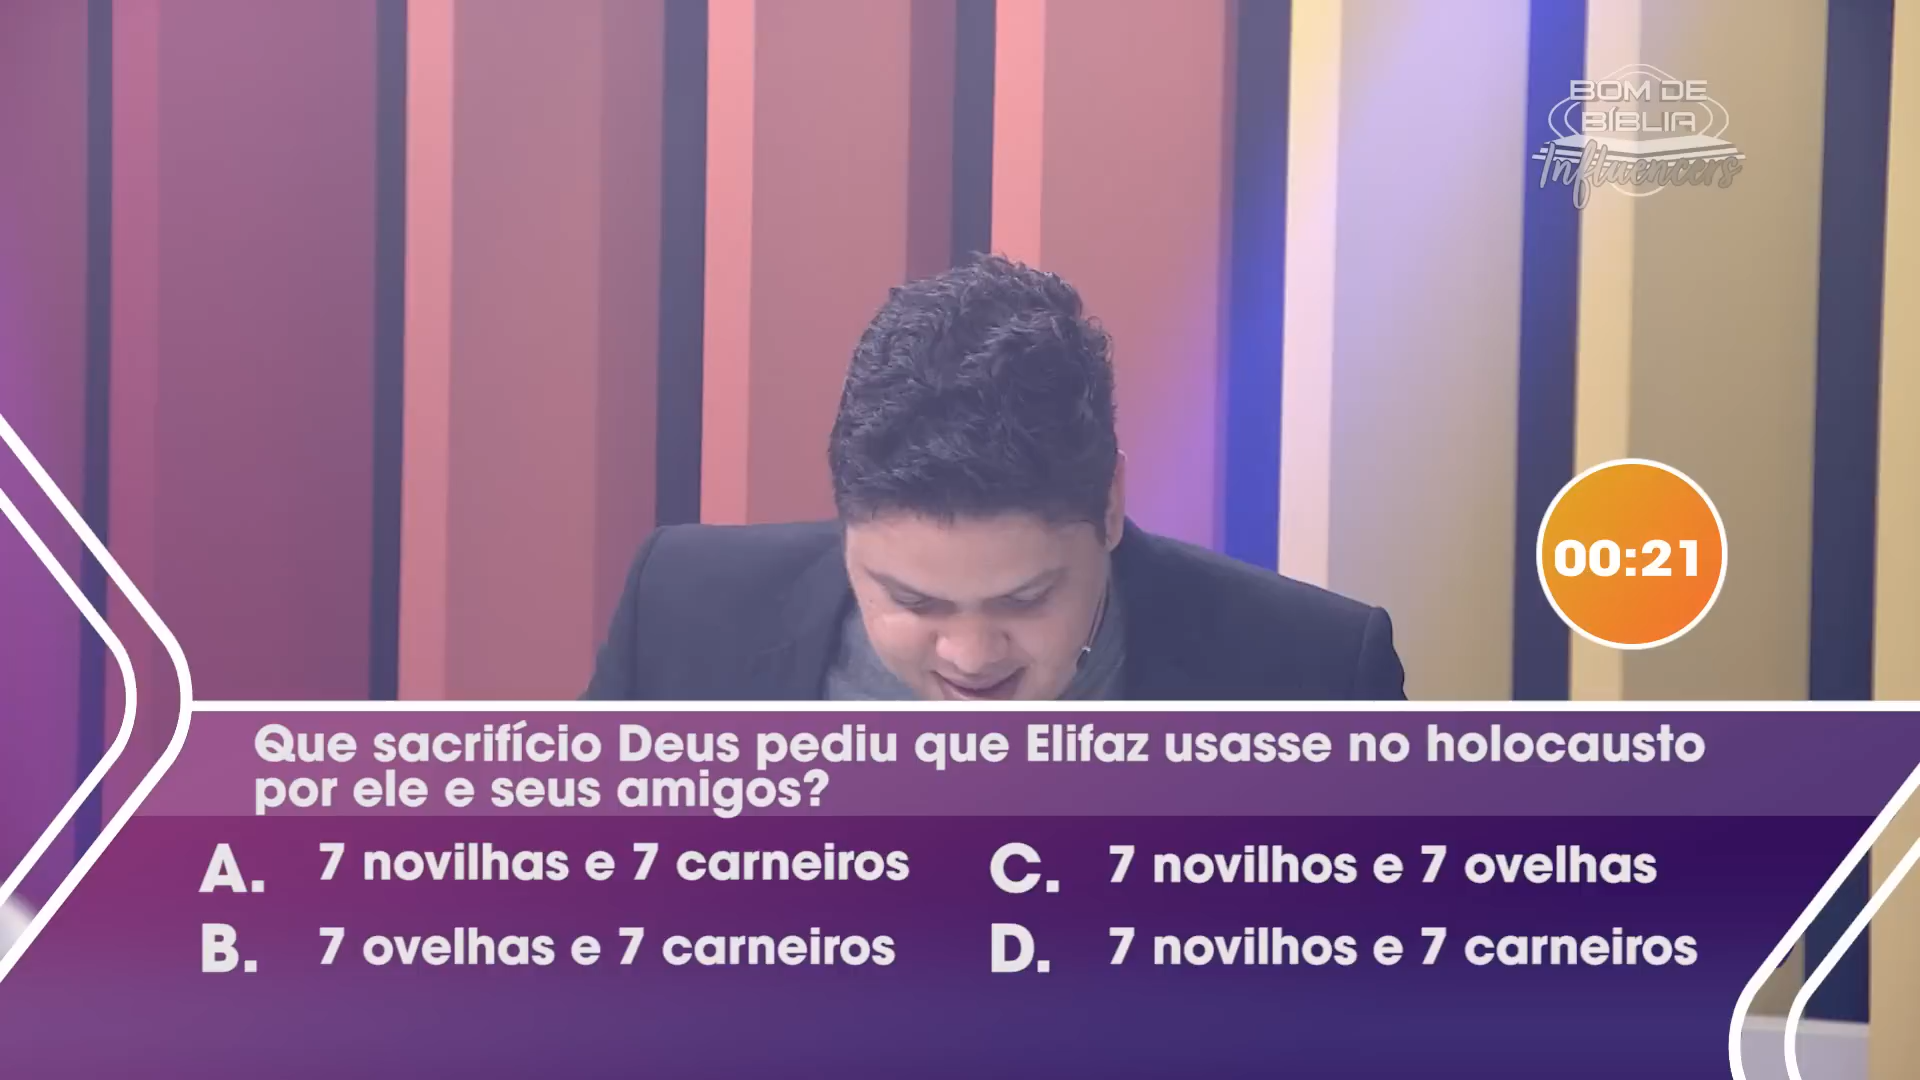 BOM DE
BÍBLIA
Influencers
00:21
Que sacrifício Deus pediu que Elifaz usasse no holocausto
por ele e seus amigos?
A. 7 novilhas e 7 carneiros
B. 7 ovelhas e 7 carneiros
C. 7 novilhos e 7 ovelhas
D. 7 novilhos e 7 carneiros